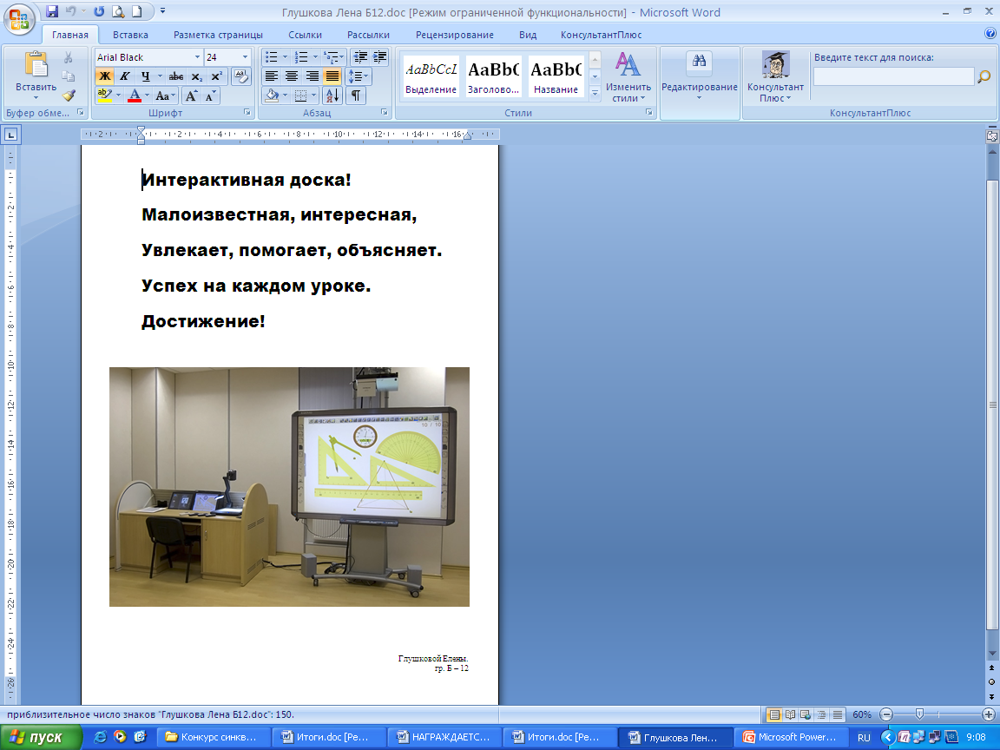 Глушкова Лена Б12.doc [Режим ограниченной функциональности] - Microsoft Word
Главная Вставка Разметка страницы Ссылки Рассылки Рецензирование Вид КонсультантПлюс
Arial Black 24
Вставить
Буфер обме...
Шрифт
Абзац
AaBbCcL AaBbC AaBbC
Выделение Заголово... Название
Изменить стили
Стили
Редактирование
Консультант Плюс
Введите текст для поиска:
КонсультантПлюс
Интерактивная доска!
Малоизвестная, интересная,
Увлекает, помогает, объясняет.
Успех на каждом уроке.
Достижение!
10 / 10
Глушковой Елены.
гр. Б – 12
приблизительное число знаков "Глушкова Лена Б12.doc": 150.
60%
пуск
Конкурс синкв...
Итоги.doc [Ре...
НАГРАЖДАЕТС...
Итоги.doc [Ре...
Глушкова Лен...
Microsoft Power...
RU
9:08